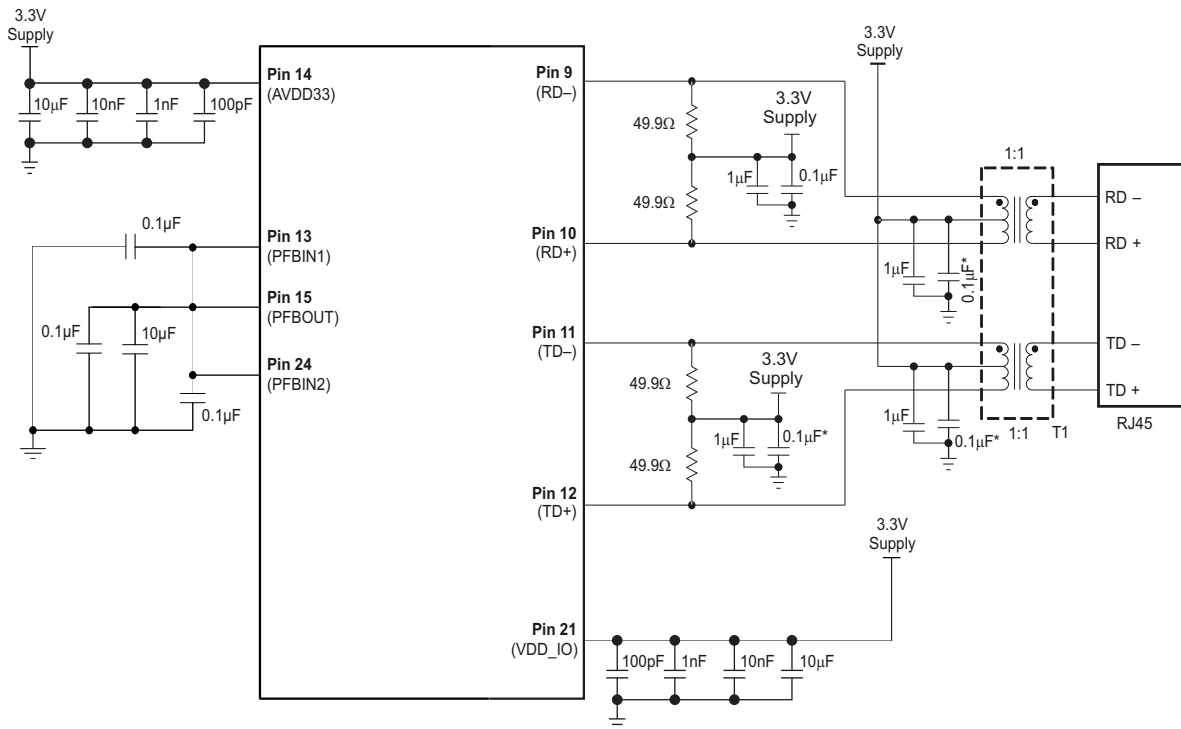 3.3V
Supply
10µF
10nF
1nF
100pF
Pin 14
(AVDD33)
0.1µF
Pin 13
(PFBIN1)
Pin 15
(PFBOUT)
0.1µF
10µF
Pin 24
(PFBIN2)
0.1µF
Pin 9
(RD–)
49.9Ω
3.3V
Supply
1µF
0.1µF
49.9Ω
Pin 10
(RD+)
Pin 11
(TD–)
49.9Ω
3.3V
Supply
1µF
0.1µF*
49.9Ω
Pin 12
(TD+)
3.3V
Supply
1µF
0.1µF*
1µF
0.1µF*
1:1
1:1
T1
RD –
RD +
TD –
TD +
RJ45
3.3V
Supply
Pin 21
(VDD_IO)
100pF
1nF
10nF
10µF